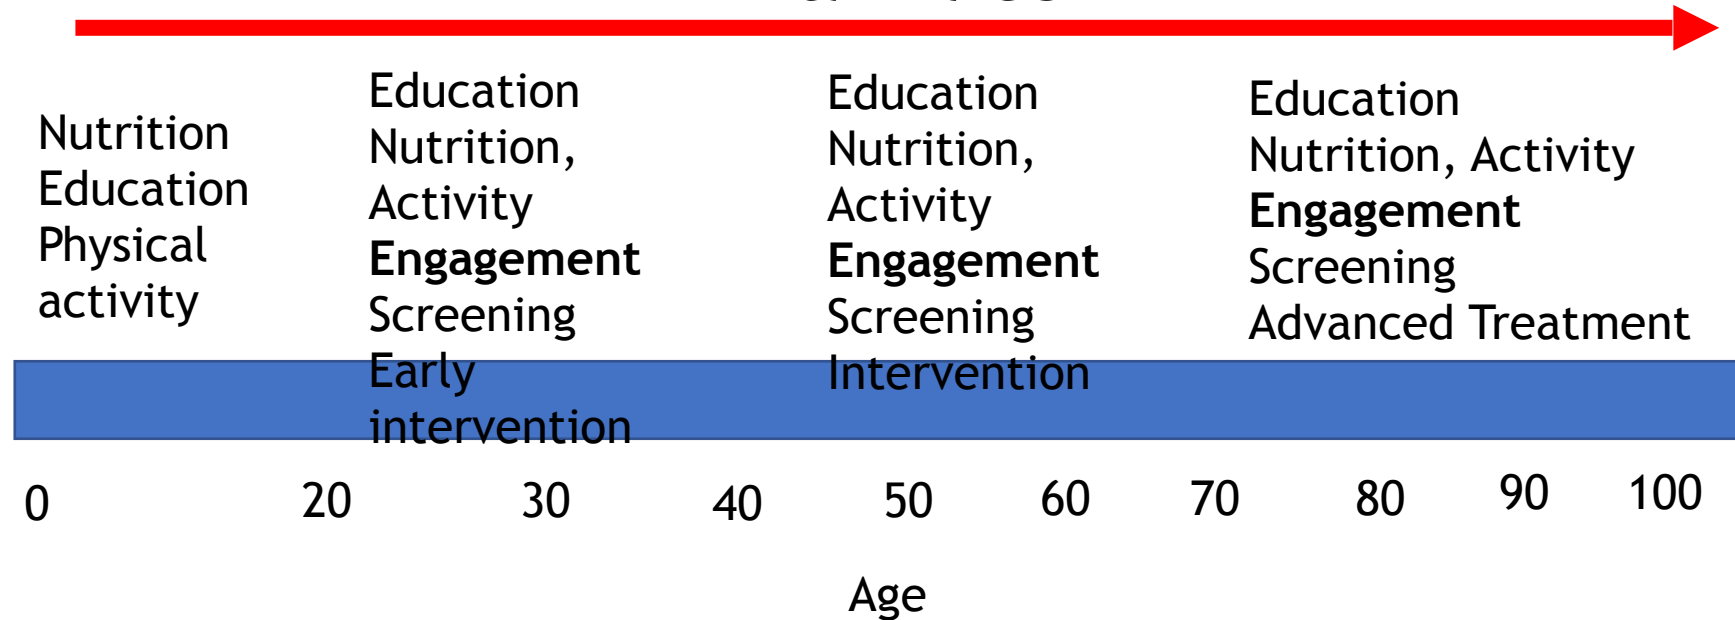 Nutrition
Education
Physical
activity
Education
Nutrition,
Activity
Engagement
Screening
Early
intervention
Education
Nutrition,
Activity
Engagement
Screening
Intervention
Education
Nutrition, Activity
Engagement
Screening
Advanced Treatment
0 20 30 40 50 60 70 80 90 100
Age